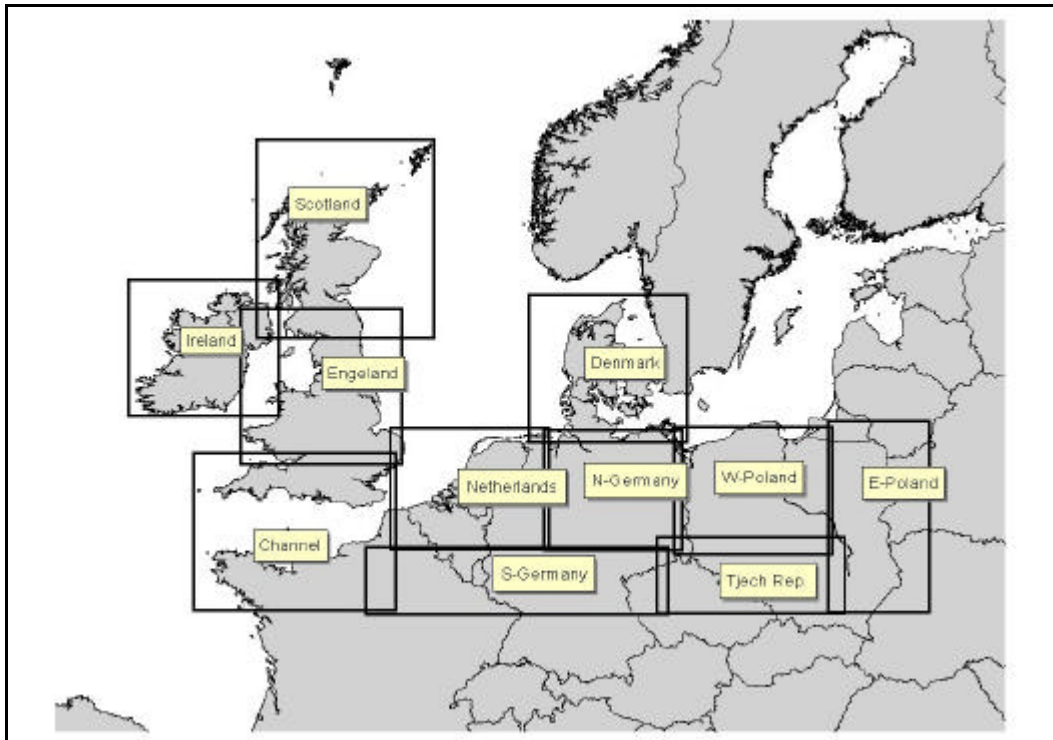 Scotland
Ireland
Engeland
Denmark
Netherlands
N-Germany
W-Poland
E-Poland
Channel
S-Germany
Tjech Rep.